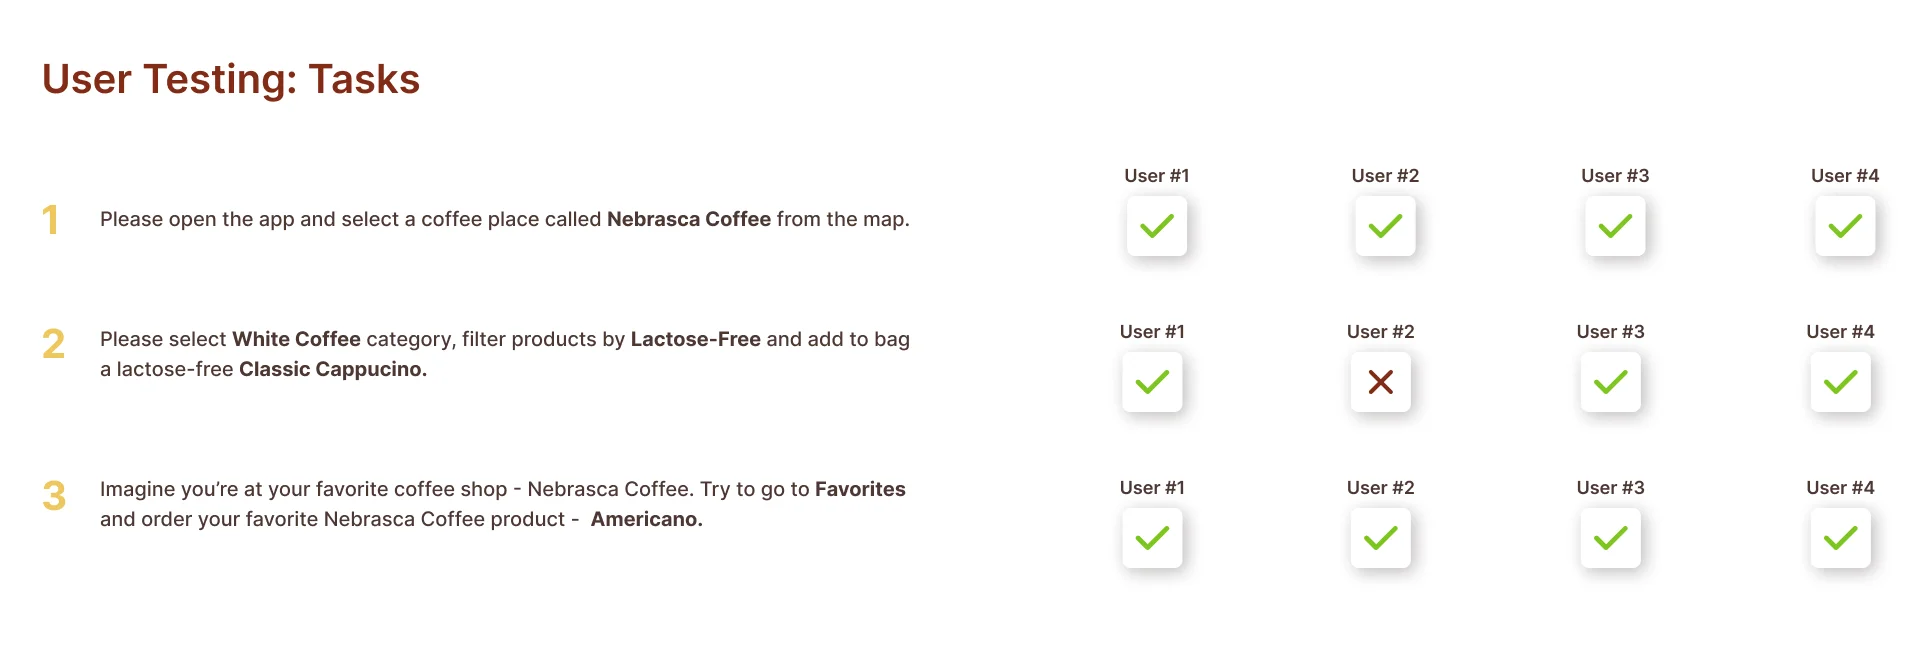 User Testing: Tasks
User #1 User #2 User #3 User #4
1 Please open the app and select a coffee place called Nebrasca Coffee from the map.
User #1 User #2 User #3 User #4
2 Please select White Coffee category, filter products by Lactose-Free and add to bag
a lactose-free Classic Cappucino.
User #1 User #2 User #3 User #4
3 Imagine you’re at your favorite coffee shop - Nebrasca Coffee. Try to go to Favorites
and order your favorite Nebrasca Coffee product - Americano.